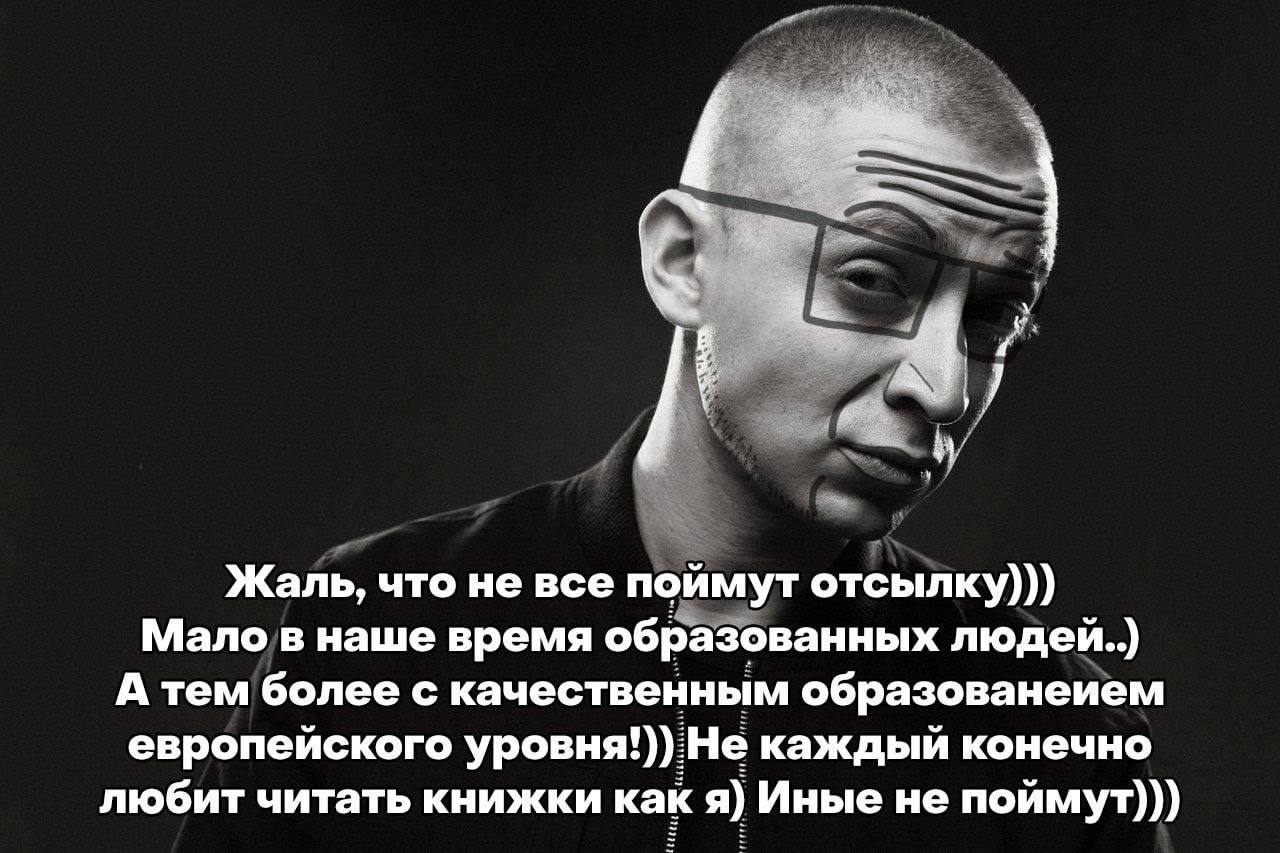 Жаль, что не все поймут отсылку)))
Мало в наше время образованных людей..)
А тем более с качественным образованеием
европейского уровня!)) Не каждый конечно
любит читать книжки как я) Иные не поймут)))